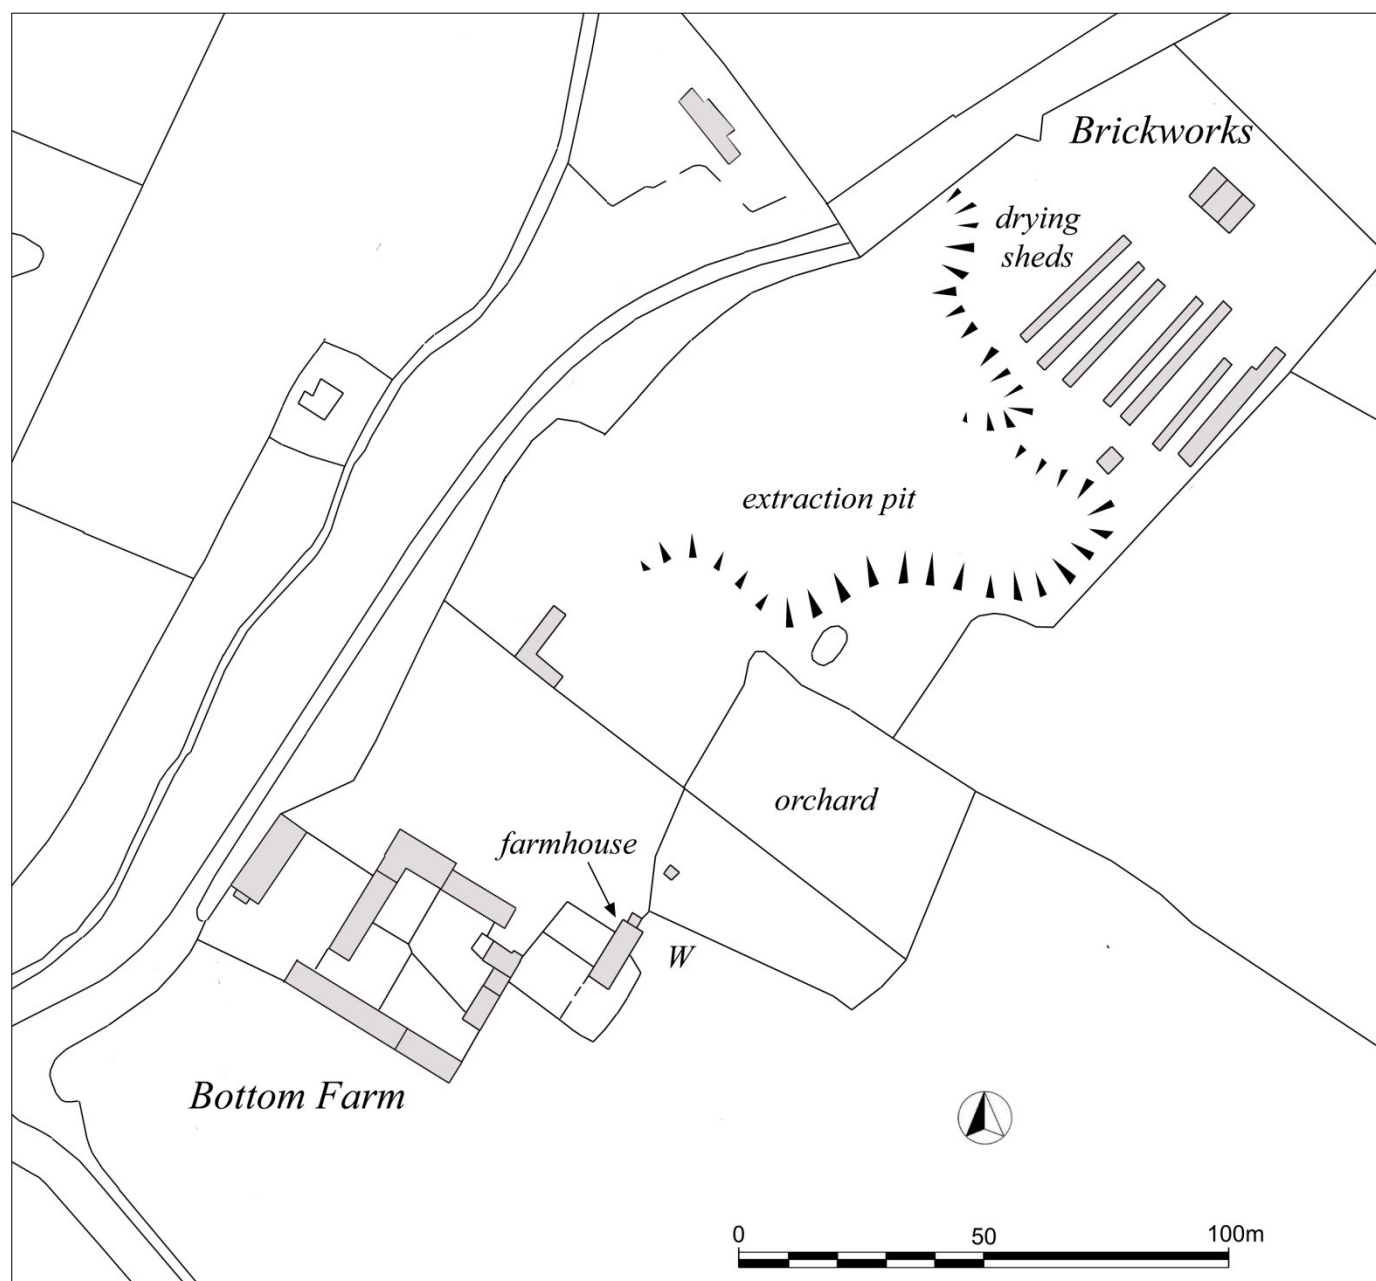 Brickworks
drying
sheds
extraction pit
orchard
farmhouse
W
Bottom Farm
0 50 100m